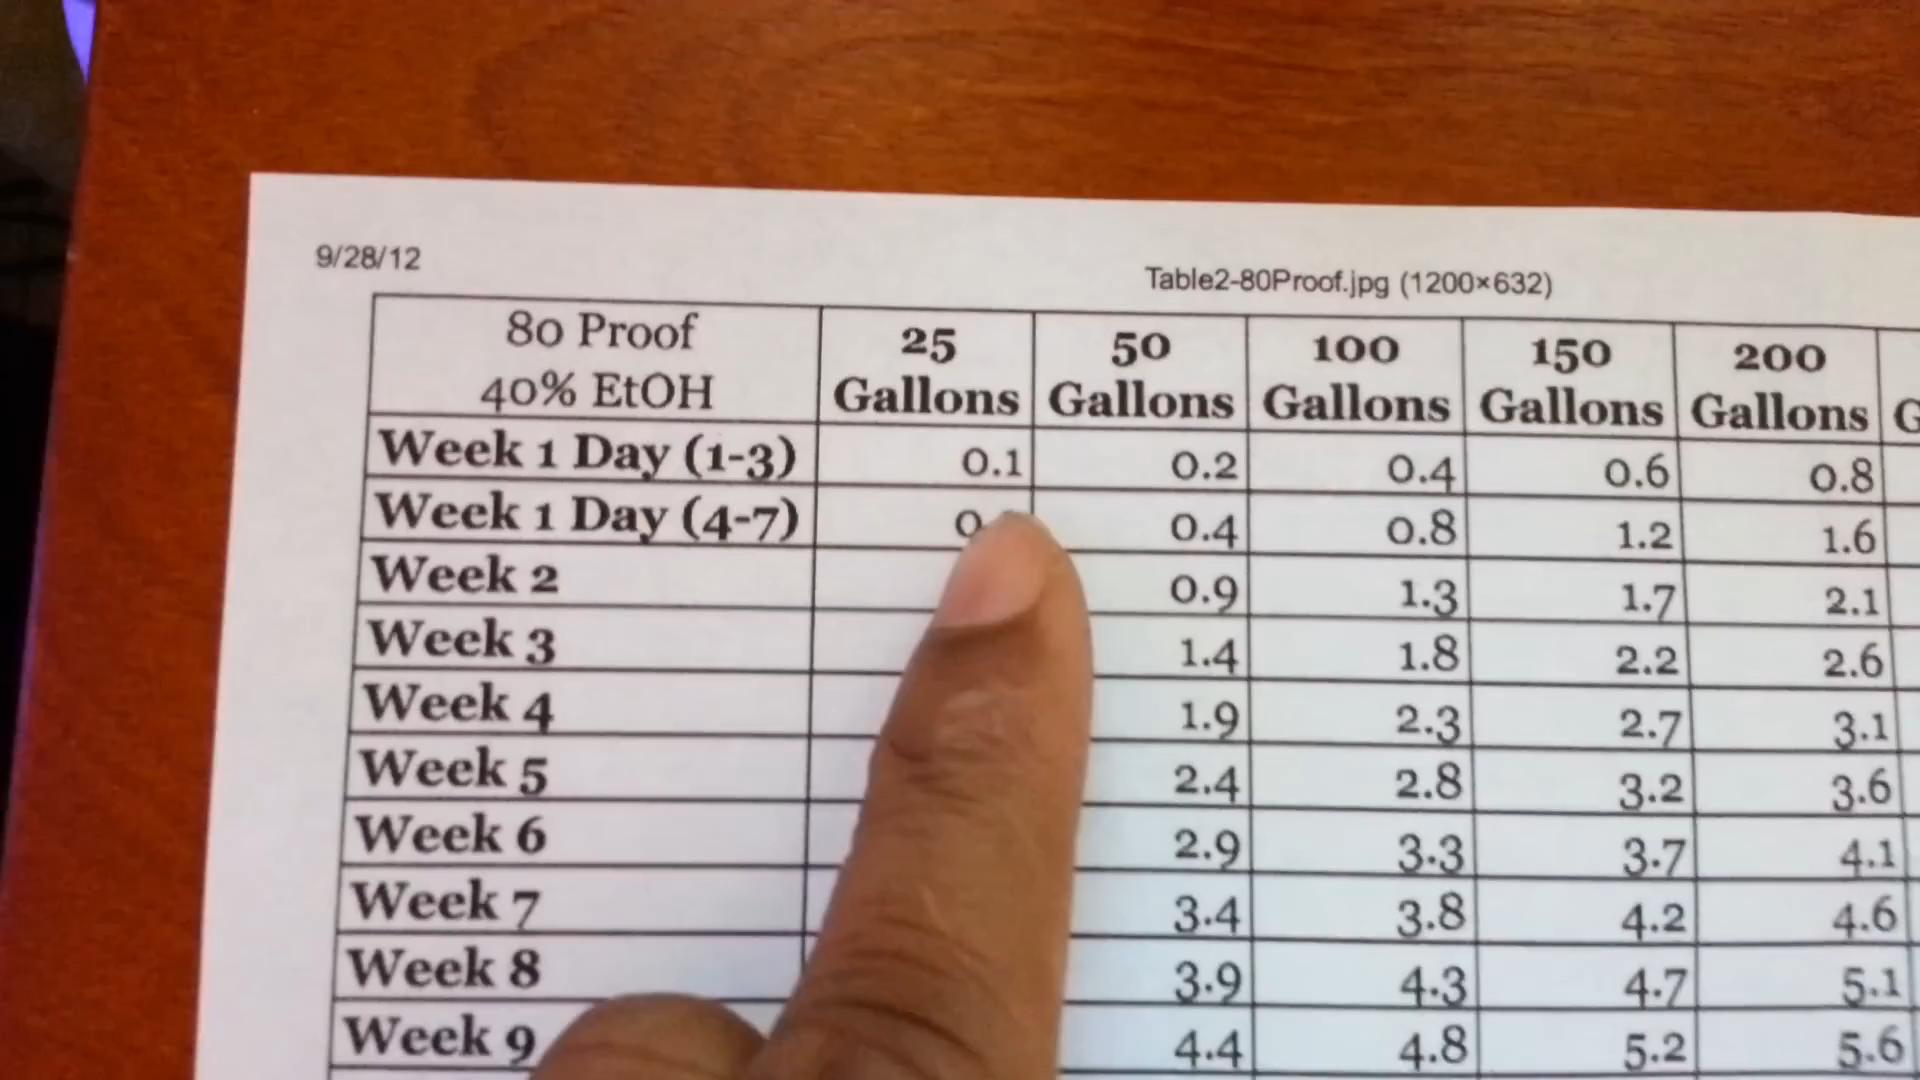 9/28/12
Table2-80Proof.jpg (1200×632)
80 Proof 25 50 100 150 200
40% EtOH Gallons Gallons Gallons Gallons Gallons
Week 1 Day (1-3) 0.1 0.2 0.4 0.6 0.8
Week 1 Day (4-7) 0.4 0.8 1.2 1.6
Week 2 0.9 1.3 1.7 2.1
Week 3 1.4 1.8 2.2 2.6
Week 4 1.9 2.3 2.7 3.1
Week 5 2.4 2.8 3.2 3.6
Week 6 2.9 3.3 3.7 4.1
Week 7 3.4 3.8 4.2 4.6
Week 8 3.9 4.3 4.7 5.1
Week 9 4.4 4.8 5.2 5.6